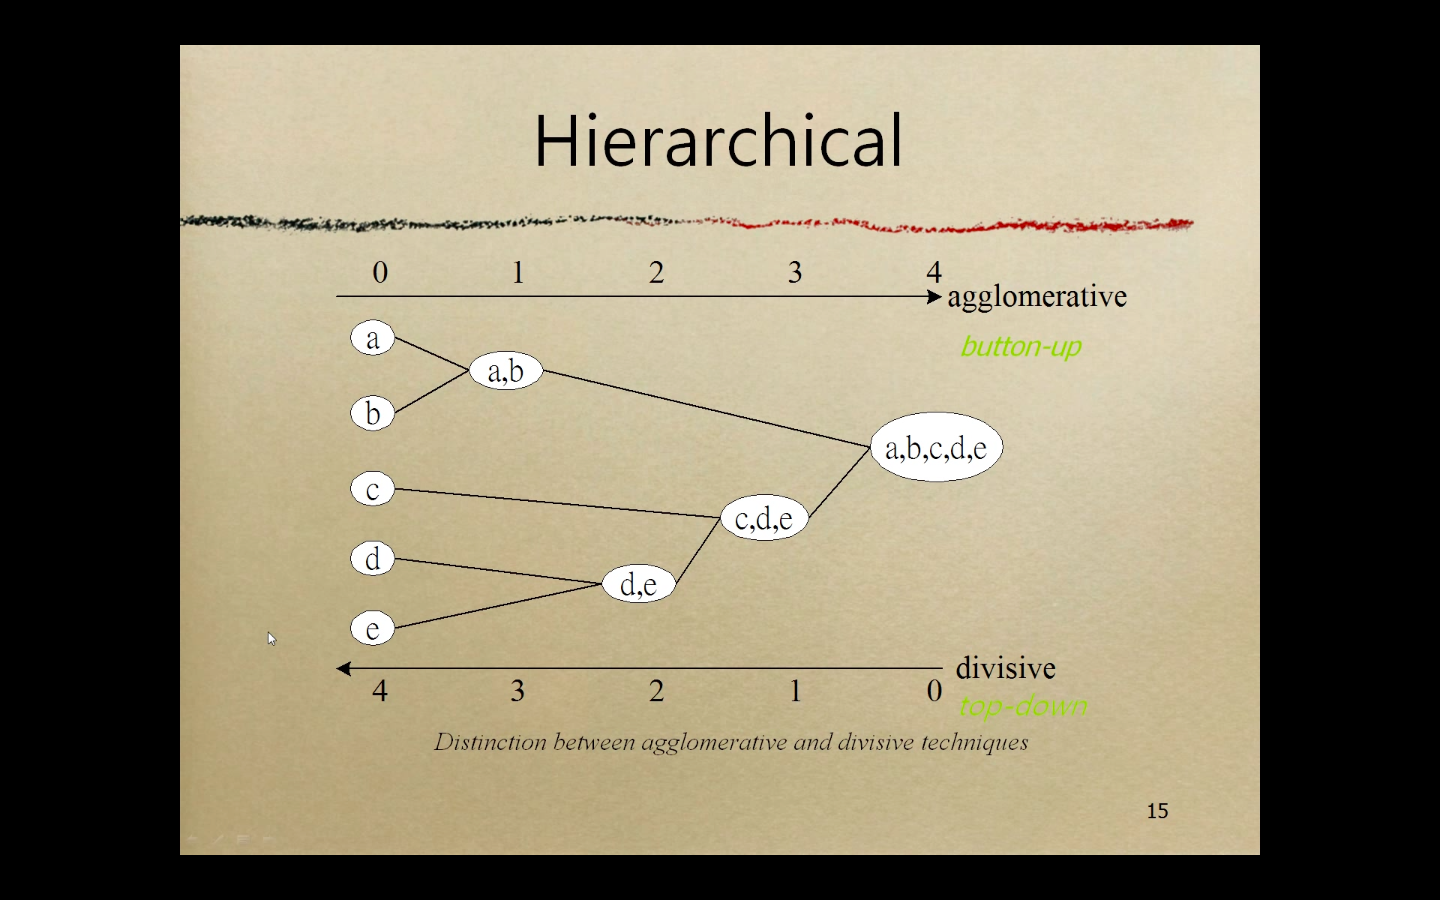 Hierarchical
0 1 2 3 4
agglomerative
button-up
a
a,b
b
a,b,c,d,e
c
c,d,e
d
d,e
e
divisive
4 3 2 1 0
top-down
Distinction between agglomerative and divisive techniques
15